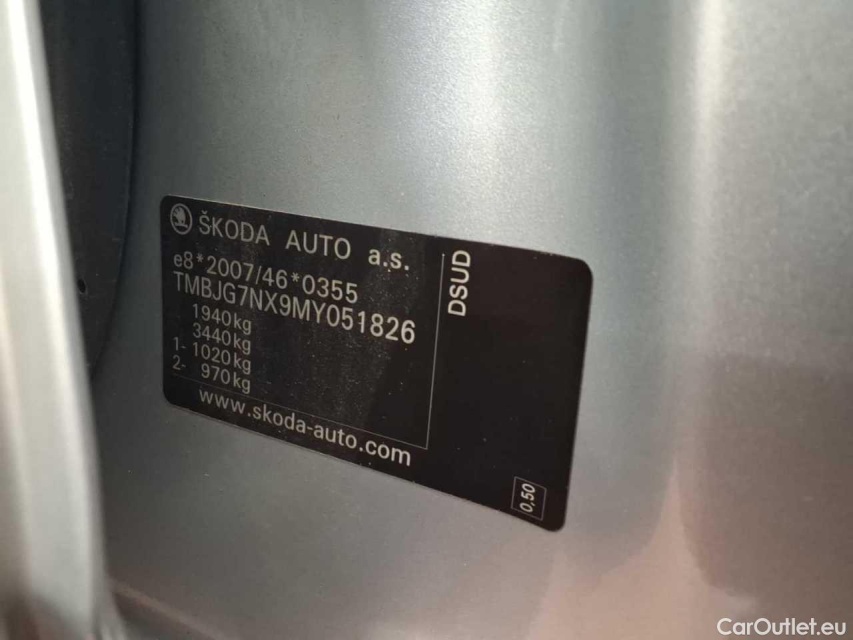 ŠKODA AUTO a.s.
e8*2007/46*0355
TMBJG7NX9MY051826
1940kg
3440kg
1- 1020kg
2- 970kg
www.skoda-auto.com
DSUD
0,50
CarOutlet.eu